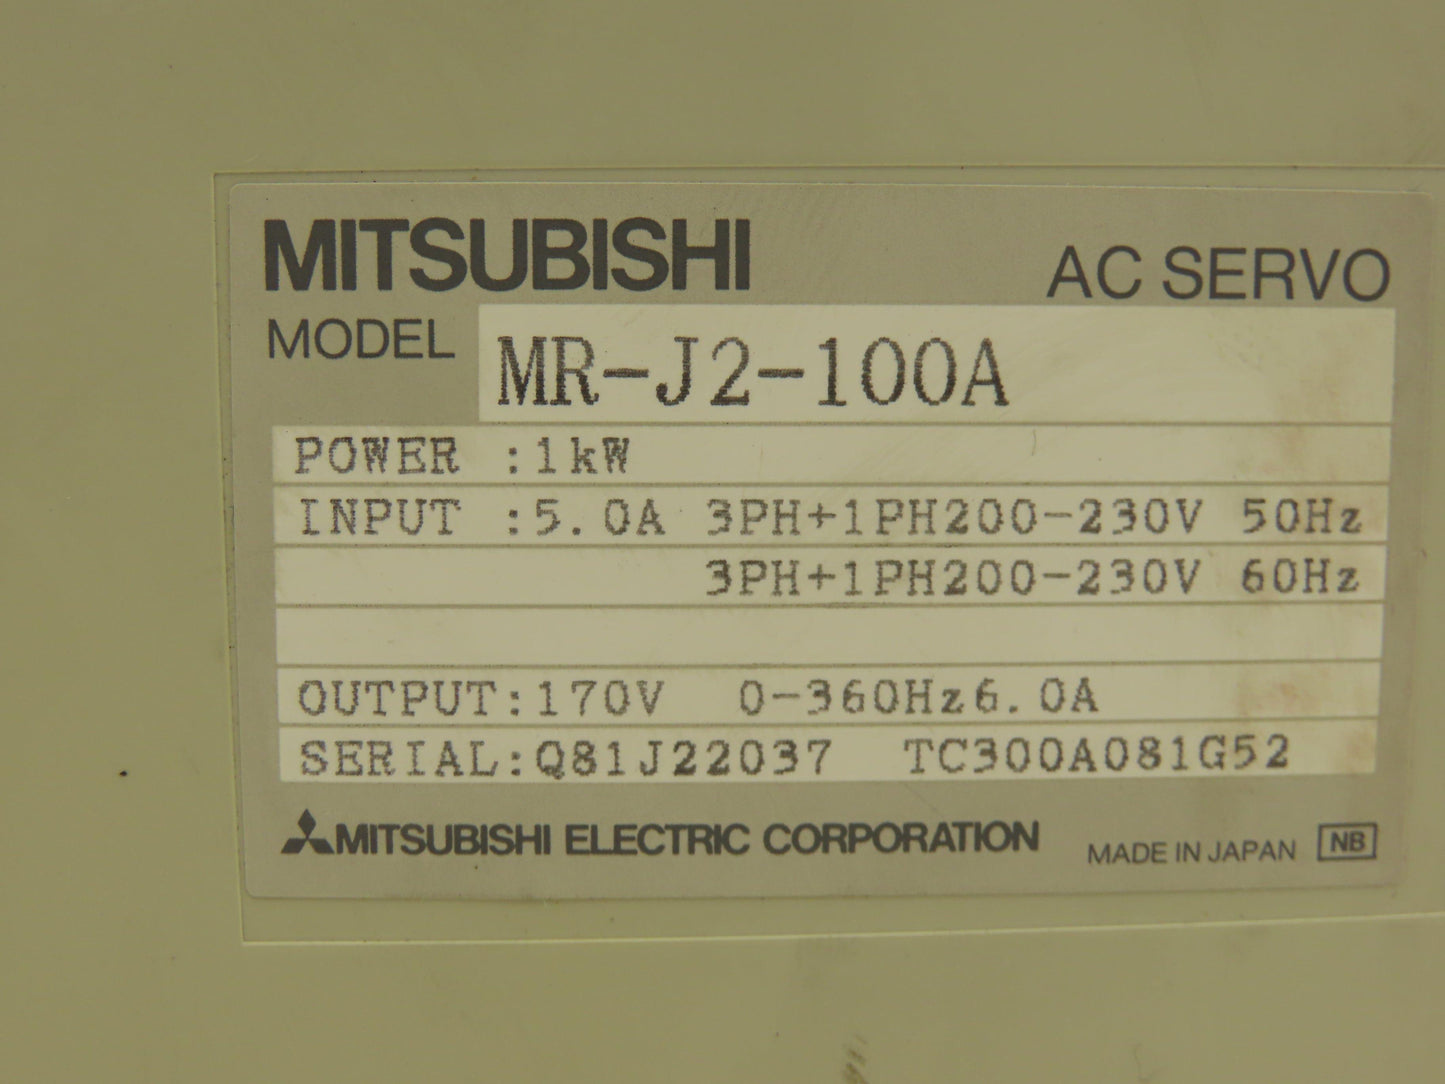 MITSUBISHI AC SERVO
MODEL MR-J2-100A
POWER :1kW
INPUT :5.0A 3PH+1PH200-230V 50Hz
3PH+1PH200-230V 60Hz
OUTPUT:170V 0-360Hz6.0A
SERIAL:Q81J22037 TC300A081G52
MITSUBISHI ELECTRIC CORPORATION MADE IN JAPAN NB